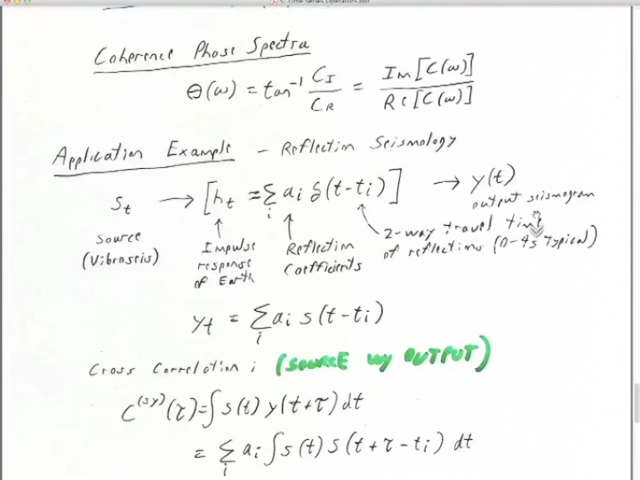 Coherence Phase Spectra
Θ(ω) = tan⁻¹ C_I / C_R = Im[C(ω)] / Re[C(ω)]
Application Example – Reflection Seismology
S_t → [h_t = Σ_i a_i δ(t-t_i)] → y(t)
output seismogram
Source (Vibroseis)
Impulse response of Earth
Reflection Coefficients
2-way travel time of reflections (0-4s Typical)
y_t = Σ_i a_i s(t-t_i)
Cross Correlation : (SOURCE w/ OUTPUT)
C^(sy)(τ) = ∫ s(t) y(t+τ) dt
= Σ_i a_i ∫ s(t) s(t+τ-t_i) dt